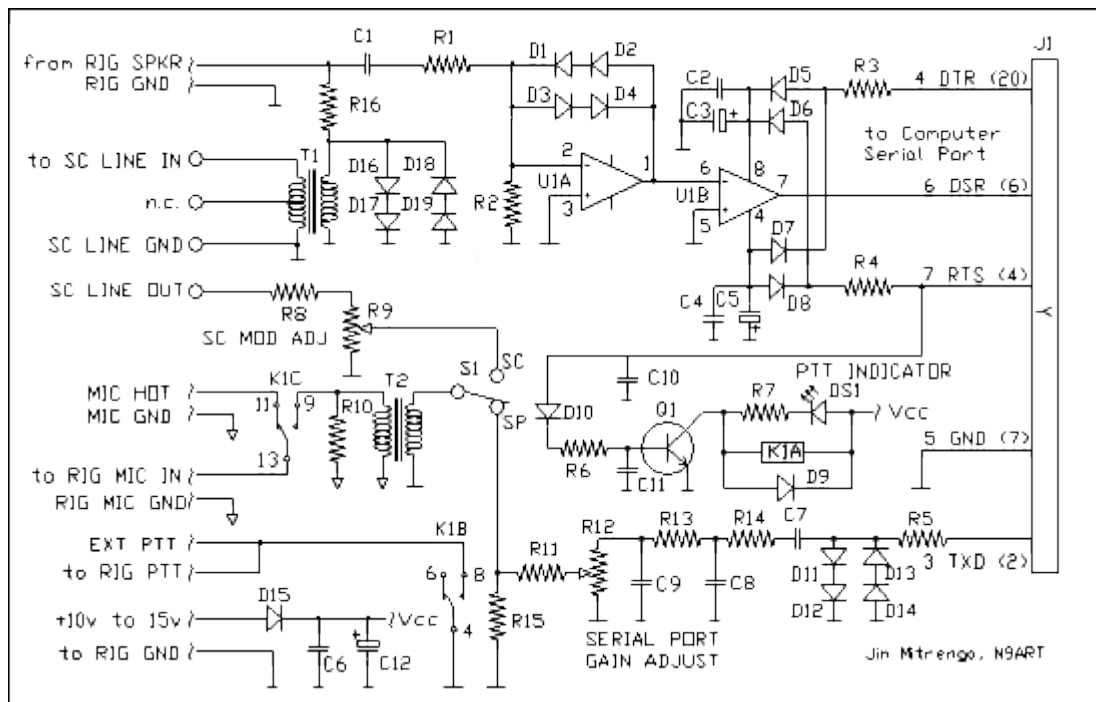 J1
C1 R1 D1 D2
from RIG SPKR
RIG GND
D3 D4
C2 D5 R3 4 DTR (20)
C3 + D6
R16
to Computer
Serial Port
to SC LINE IN
T1
D16 D18
2 - 1
U1A
+ 3
6 - 8 7
U1B
+ 5 4
6 DSR (6)
n.c.
D17 D19
R2
D7
SC LINE GND
R4 7 RTS (4)
D8
SC LINE OUT
R8 R9
C4 C5 +
Y
SC MOD ADJ
SC
S1
SP
C10
PTT INDICATOR
MIC HOT
K1C
T2
MIC GND
11 9
R10
D10
Q1
R7 DS1
Vcc
13
R6
K1A
5 GND (7)
to RIG MIC IN
C11
D9
RIG MIC GND
EXT PTT
K1B
R12 R13 R14 C7
R5
to RIG PTT
6 8
R11
3 TXD (2)
C9 C8
D11 D13
D15
D12 D14
+10v to 15v
Vcc
4
R15
+
C6 C12
SERIAL PORT
GAIN ADJUST
to RIG GND
Jim Mitrengo, N9ART